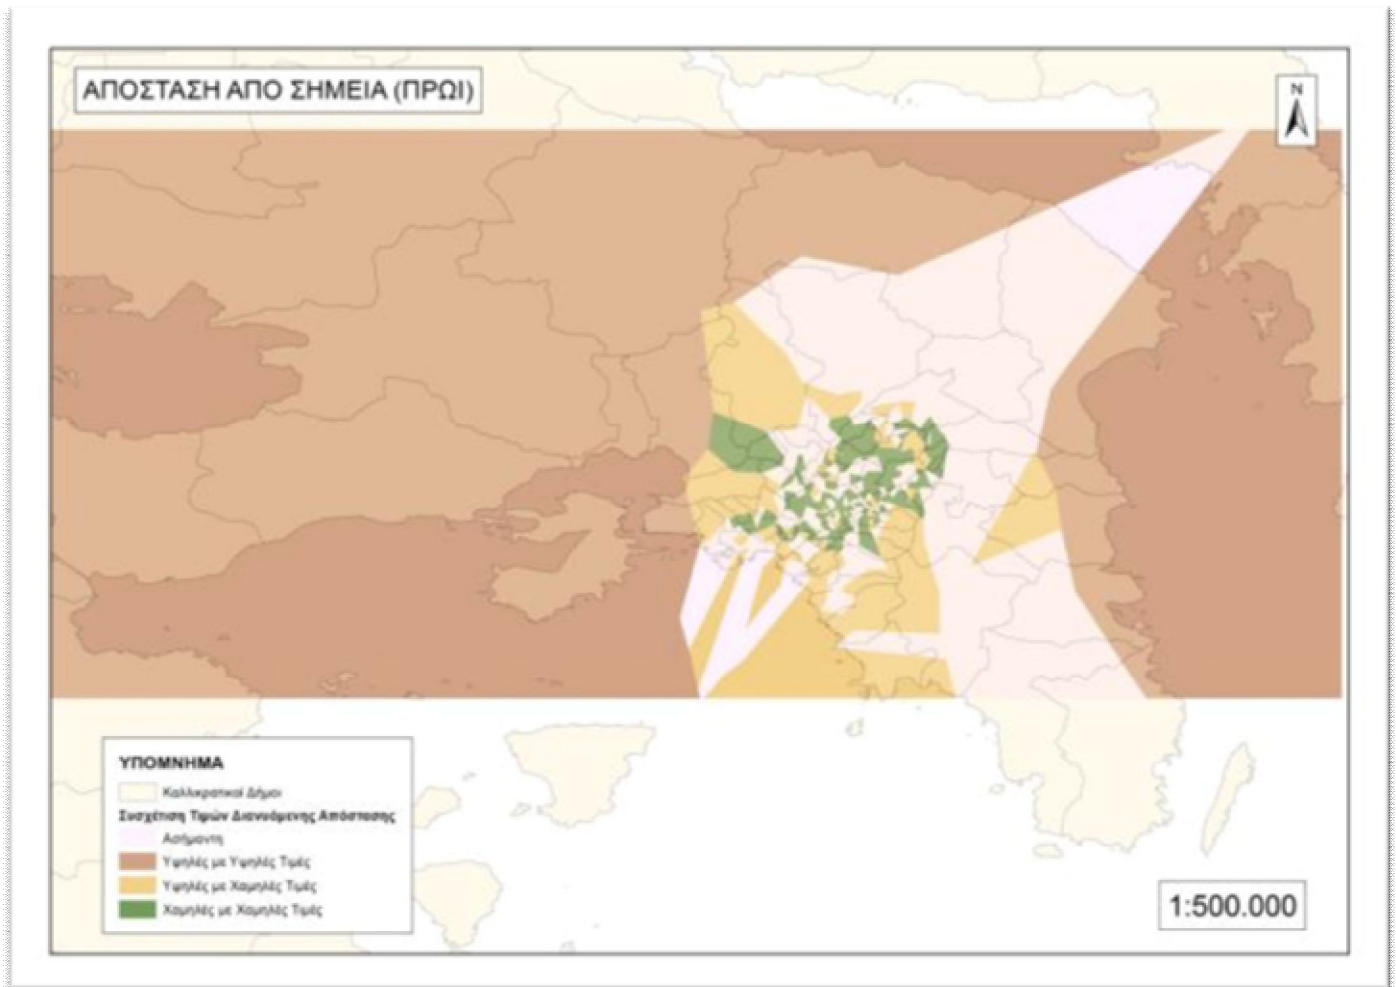 ΑΠΟΣΤΑΣΗ ΑΠΟ ΣΗΜΕΙΑ (ΠΡΩΙ)
N
ΥΠΟΜΝΗΜΑ
Καλλικρατικοί Δήμοι
Συσχέτιση Τιμών Διανυόμενης Απόστασης
Ασήμαντη
Υψηλές με Υψηλές Τιμές
Υψηλές με Χαμηλές Τιμές
Χαμηλές με Χαμηλές Τιμές
1:500.000